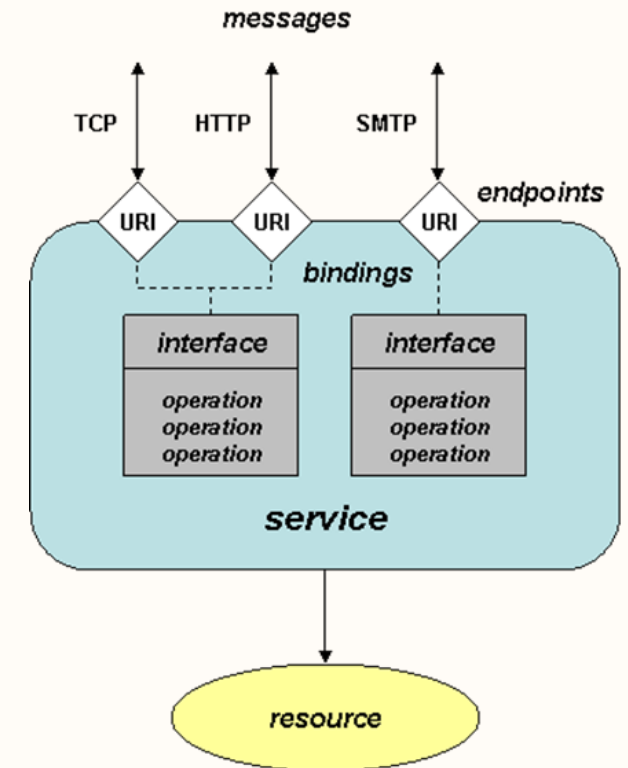 messages
TCP HTTP SMTP
endpoints
URI URI URI
bindings
interface interface
operation operation
operation operation
operation operation
service
resource